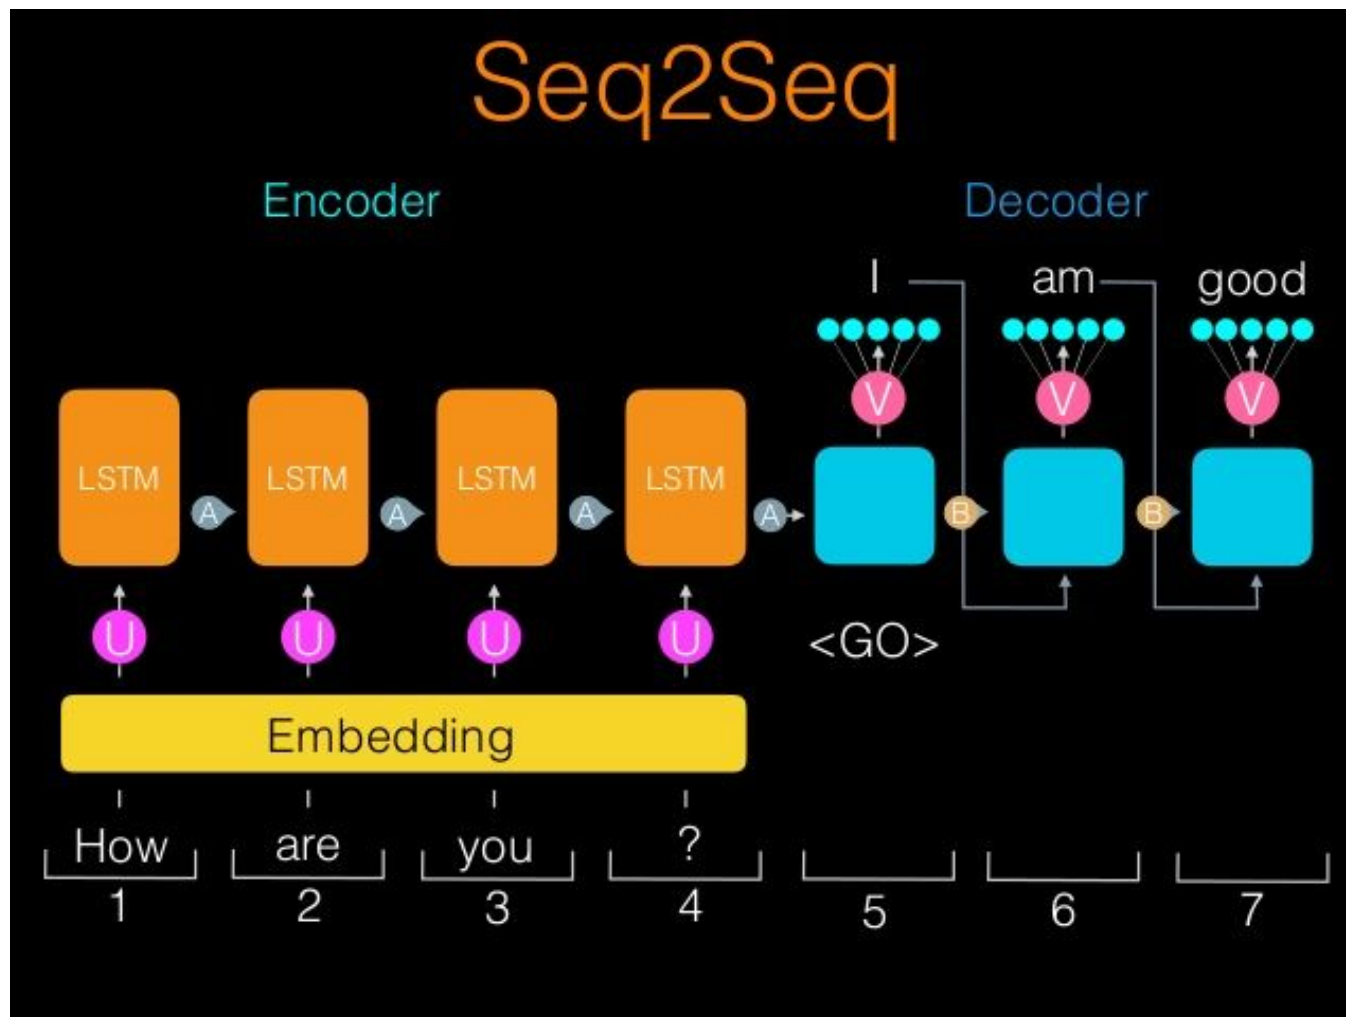 Seq2Seq
Encoder
Decoder
I am good
V V V
LSTM LSTM LSTM LSTM
A A A A B B
U U U U <GO>
Embedding
How are you ?
1 2 3 4 5 6 7